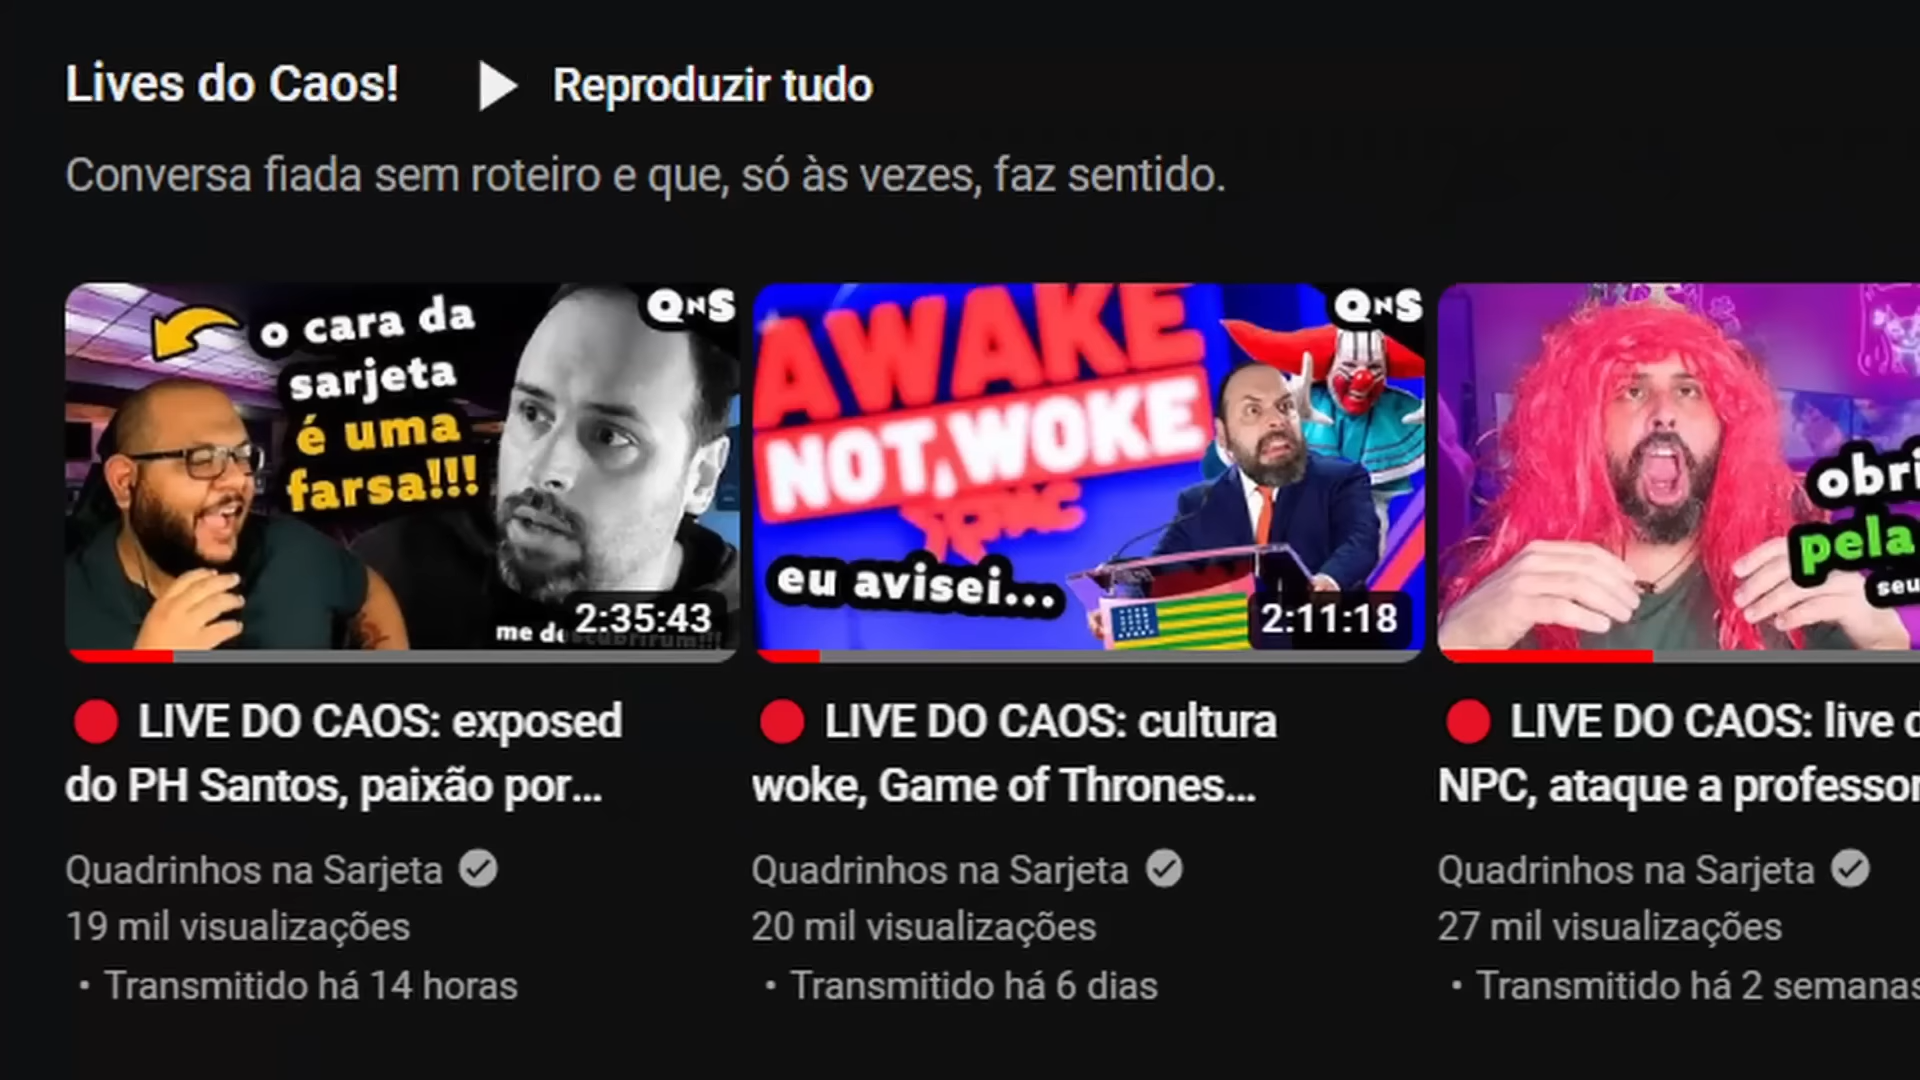 Lives do Caos!
Reproduzir tudo
Conversa fiada sem roteiro e que, só às vezes, faz sentido.
o cara da
sarjeta
é uma
farsa!!!
QNS
me de
2:35:43
AWAKE
NOT WOKE
QNS
eu avisei...
2:11:18
obri
pela
seu
LIVE DO CAOS: exposed
do PH Santos, paixão por...
Quadrinhos na Sarjeta
19 mil visualizações
• Transmitido há 14 horas
LIVE DO CAOS: cultura
woke, Game of Thrones...
Quadrinhos na Sarjeta
20 mil visualizações
• Transmitido há 6 dias
LIVE DO CAOS: live d
NPC, ataque a professor
Quadrinhos na Sarjeta
27 mil visualizações
• Transmitido há 2 semanas